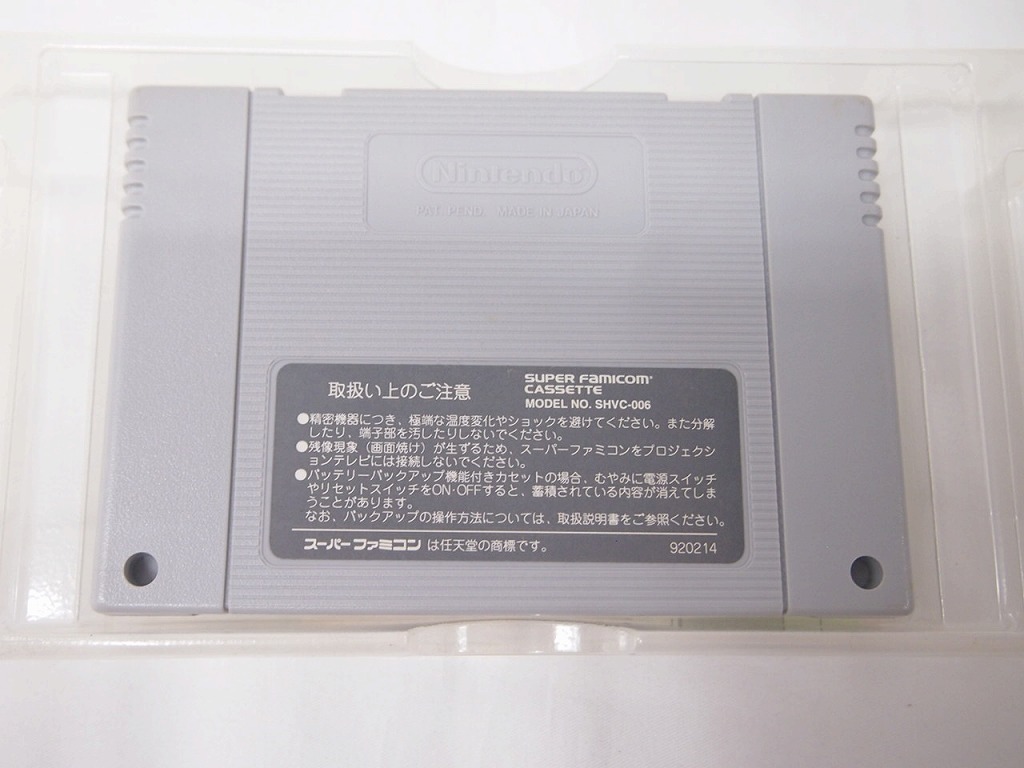 Nintendo
PAT. PEND. MADE IN JAPAN
取扱い上のご注意
SUPER FAMICOM
CASSETTE
MODEL NO. SHVC-006
●精密機器につき、極端な温度変化やショックを避けてください。また分解
したり、端子部を汚したりしないでください。
●残像現象（画面焼け）が生ずるため、スーパーファミコンをプロジェクシ
ョンテレビには接続しないでください。
●バッテリーバックアップ機能付きカセットの場合、むやみに電源スイッチ
やリセットスイッチをON･OFFすると、蓄積されている内容が消えてしま
うことがあります。
なお、バックアップの操作方法については、取扱説明書をご参照ください。
スーパーファミコン は任天堂の商標です。
920214